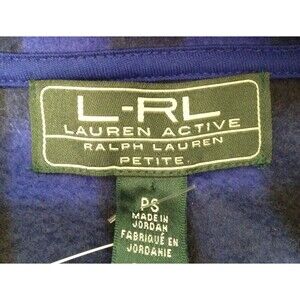 L-RL
LAUREN ACTIVE
RALPH LAUREN
PETITE.
PS
MADE IN
JORDAN
FABRIQUÉ EN
JORDANIE